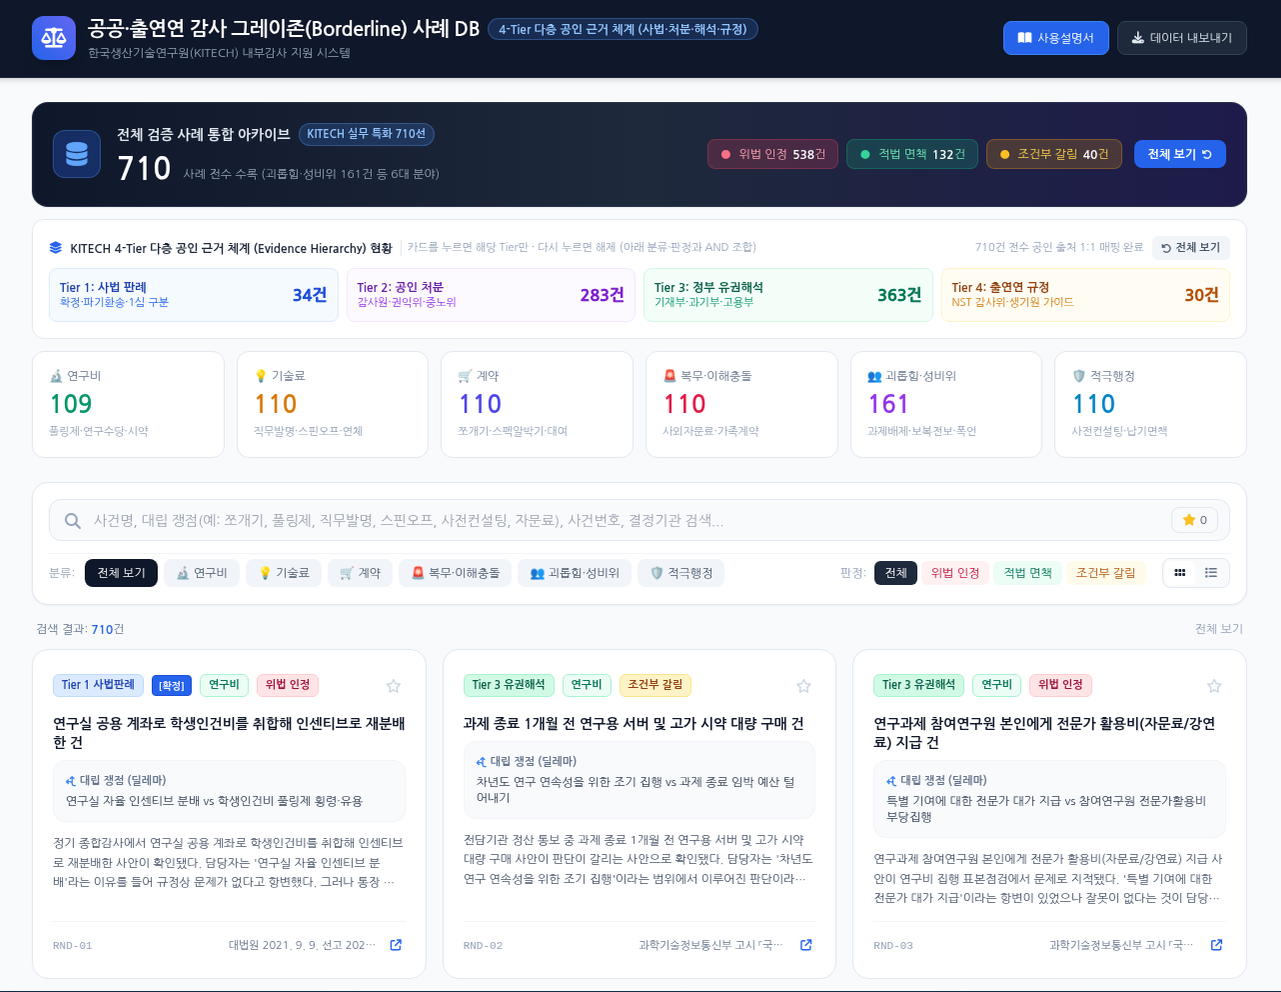 공공·출연연 감사 그레이존(Borderline) 사례 DB
4-Tier 다층 공인 근거 체계 (사법·처분·해석·규정)
한국생산기술연구원(KITECH) 내부감사 지원 시스템
사용설명서
데이터 내보내기
전체 검증 사례 통합 아카이브
KITECH 실무 특화 710선
710 사례 전수 수록 (괴롭힘·성비위 161건 등 6대 분야)
위법 인정 538건
적법 면책 132건
조건부 갈림 40건
전체 보기
KITECH 4-Tier 다층 공인 근거 체계 (Evidence Hierarchy) 현황
카드를 누르면 해당 Tier만 · 다시 누르면 해제 (아래 분류·판정과 AND 조합)
710건 전수 공인 출처 1:1 매핑 완료
전체 보기
Tier 1: 사법 판례
확정·파기환송·1심 구분
34건
Tier 2: 공인 처분
감사원·권익위·중노위
283건
Tier 3: 정부 유권해석
기재부·과기부·고용부
363건
Tier 4: 출연연 규정
NST 감사위·생기원 가이드
30건
연구비
109
풀링제·연구수당·시약
기술료
110
직무발명·스핀오프·연체
계약
110
쪼개기·스펙알박기·대여
복무·이해충돌
110
사외자문료·가족계약
괴롭힘·성비위
161
과제배제·보복전보·폭언
적극행정
110
사전컨설팅·납기면책
사건명, 대립 쟁점(예: 쪼개기, 풀링제, 직무발명, 스핀오프, 사전컨설팅, 자문료), 사건번호, 결정기관 검색...
0
분류:
전체 보기
연구비
기술료
계약
복무·이해충돌
괴롭힘·성비위
적극행정
판정:
전체
위법 인정
적법 면책
조건부 갈림
검색 결과: 710건
전체 보기
Tier 1 사법판례
[확정]
연구비
위법 인정
연구실 공용 계좌로 학생인건비를 취합해 인센티브로 재분배
한 건
대립 쟁점 (딜레마)
연구실 자율 인센티브 분배 vs 학생인건비 풀링제 횡령·유용
정기 종합감사에서 연구실 공용 계좌로 학생인건비를 취합해 인센티브
로 재분배한 사안이 확인됐다. 담당자는 '연구실 자율 인센티브 분
배'라는 이유를 들어 규정상 문제가 없다고 항변했다. 그러나 통장 …
RND-01
대법원 2021. 9. 9. 선고 202…
Tier 3 유권해석
연구비
조건부 갈림
과제 종료 1개월 전 연구용 서버 및 고가 시약 대량 구매 건
대립 쟁점 (딜레마)
차년도 연구 연속성을 위한 조기 집행 vs 과제 종료 임박 예산 털
어내기
전담기관 정산 통보 중 과제 종료 1개월 전 연구용 서버 및 고가 시약
대량 구매 사안이 판단이 갈리는 사안으로 확인됐다. 담당자는 '차년도
연구 연속성을 위한 조기 집행'이라는 범위에서 이루어진 판단이라…
RND-02
과학기술정보통신부 고시 「국…
Tier 3 유권해석
연구비
위법 인정
연구과제 참여연구원 본인에게 전문가 활용비(자문료/강연
료) 지급 건
대립 쟁점 (딜레마)
특별 기여에 대한 전문가 대가 지급 vs 참여연구원 전문가활용비
부당집행
연구과제 참여연구원 본인에게 전문가 활용비(자문료/강연료) 지급 사
안이 연구비 집행 표본점검에서 문제로 지적됐다. '특별 기여에 대한
전문가 대가 지급'이라는 항변이 있었으나 잘못이 없다는 것이 담당…
RND-03
과학기술정보통신부 고시 「국…